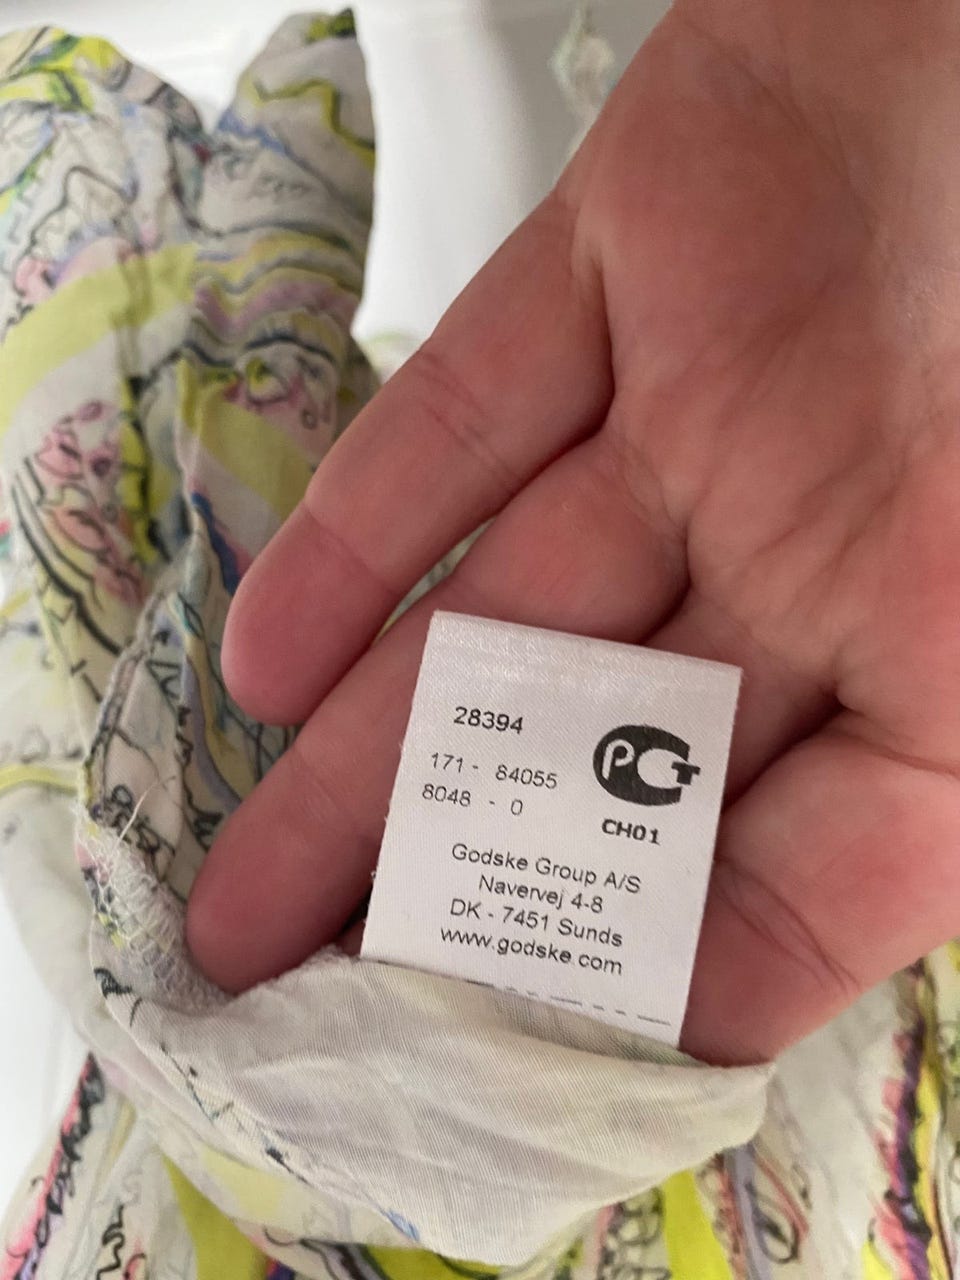 28394
171 - 84055
8048 - 0
PCT
CH01
Godske Group A/S
Navervej 4-8
DK - 7451 Sunds
www.godske.com